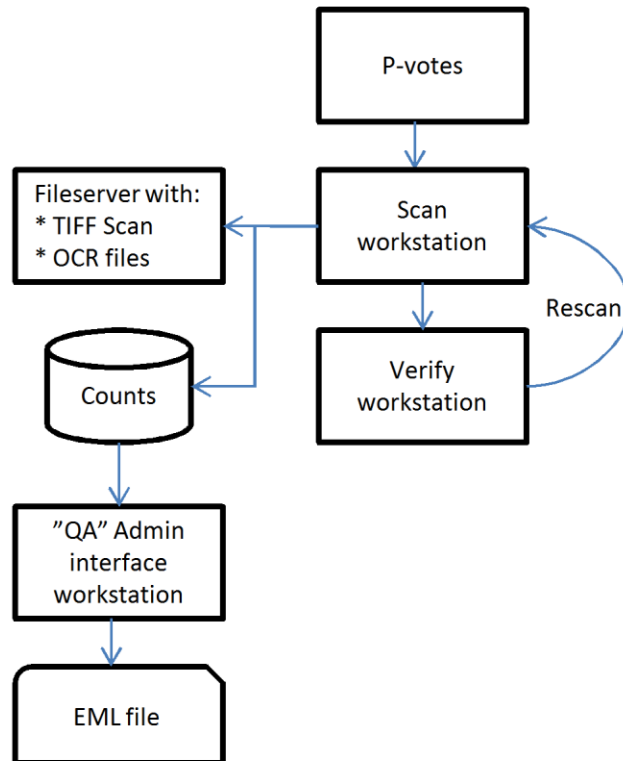 P-votes
Fileserver with:
* TIFF Scan
* OCR files
Scan
workstation
Rescan
Verify
workstation
Counts
”QA” Admin
interface
workstation
EML file